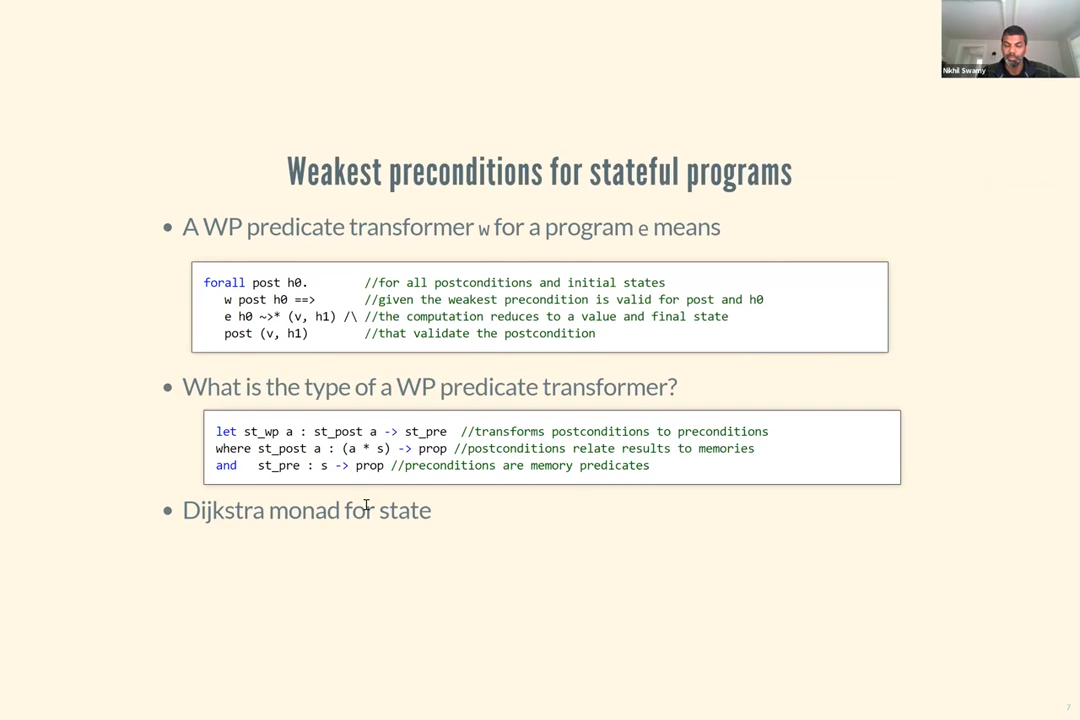 Nikhil Swamy
Weakest preconditions for stateful programs
• A WP predicate transformer w for a program e means
forall post h0. //for all postconditions and initial states
w post h0 ==> //given the weakest precondition is valid for post and h0
e h0 ~>* (v, h1) /\ //the computation reduces to a value and final state
post (v, h1) //that validate the postcondition
• What is the type of a WP predicate transformer?
let st_wp a : st_post a -> st_pre //transforms postconditions to preconditions
where st_post a : (a * s) -> prop //postconditions relate results to memories
and st_pre : s -> prop //preconditions are memory predicates
• Dijkstra monad for state
7